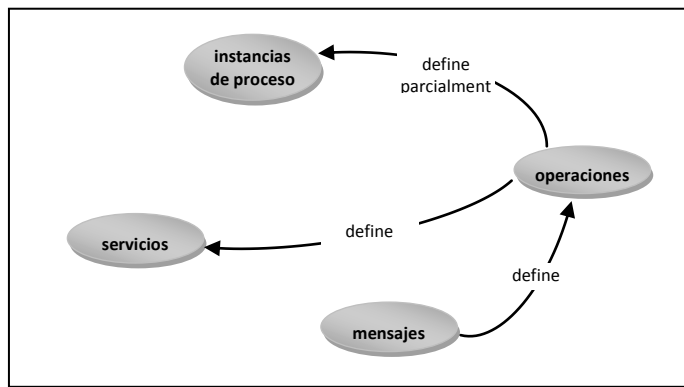 instancias
de proceso
define
parcialment
operaciones
servicios
define
define
mensajes